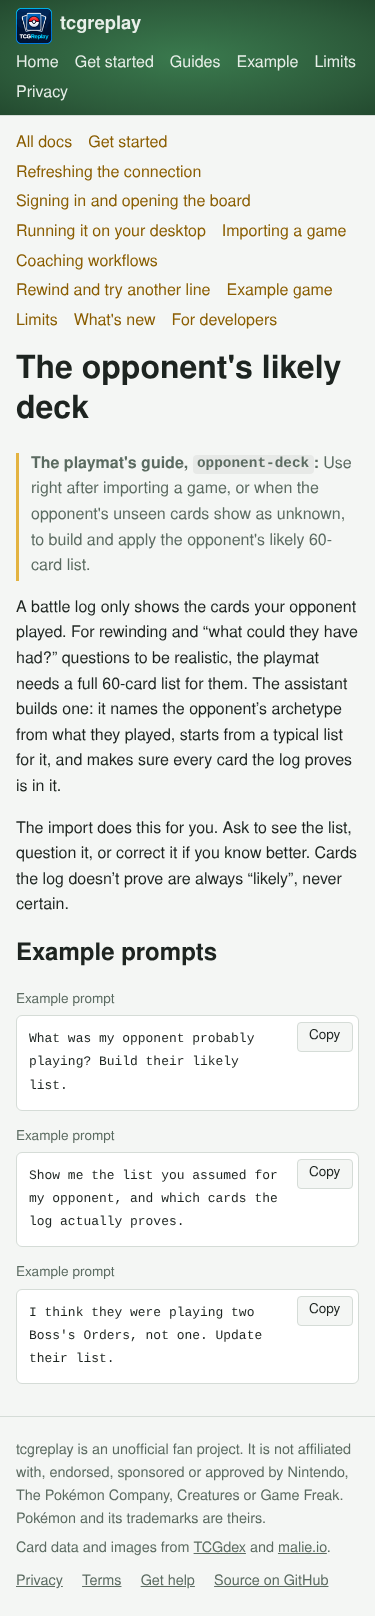 TCGReplay
tcgreplay
Home Get started Guides Example Limits
Privacy
All docs Get started
Refreshing the connection
Signing in and opening the board
Running it on your desktop Importing a game
Coaching workflows
Rewind and try another line Example game
Limits What's new For developers
The opponent's likely
deck
The playmat's guide, opponent-deck: Use
right after importing a game, or when the
opponent's unseen cards show as unknown,
to build and apply the opponent's likely 60-
card list.
A battle log only shows the cards your opponent
played. For rewinding and “what could they have
had?” questions to be realistic, the playmat
needs a full 60-card list for them. The assistant
builds one: it names the opponent’s archetype
from what they played, starts from a typical list
for it, and makes sure every card the log proves
is in it.
The import does this for you. Ask to see the list,
question it, or correct it if you know better. Cards
the log doesn’t prove are always “likely”, never
certain.
Example prompts
Example prompt
Copy
What was my opponent probably
playing? Build their likely
list.
Example prompt
Copy
Show me the list you assumed for
my opponent, and which cards the
log actually proves.
Example prompt
Copy
I think they were playing two
Boss's Orders, not one. Update
their list.
tcgreplay is an unofficial fan project. It is not affiliated
with, endorsed, sponsored or approved by Nintendo,
The Pokémon Company, Creatures or Game Freak.
Pokémon and its trademarks are theirs.
Card data and images from TCGdex and malie.io.
Privacy Terms Get help Source on GitHub